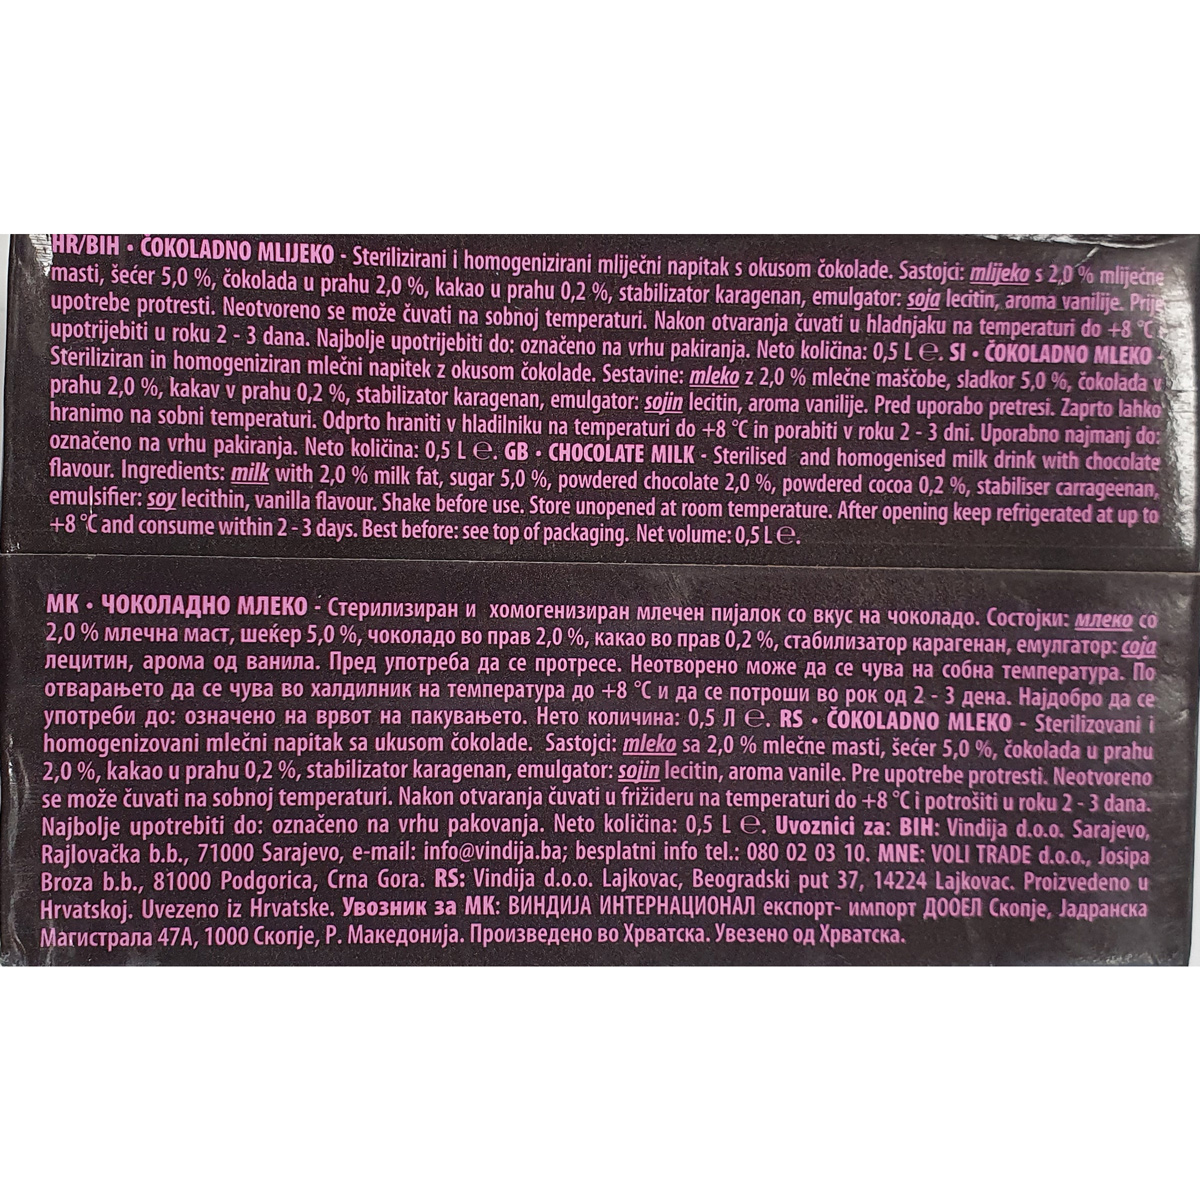 HR/BIH • ČOKOLADNO MLIJEKO - Sterilizirani i homogenizirani mliječni napitak s okusom čokolade. Sastojci: mlijeko s 2,0 % mliječne
masti, šećer 5,0 %, čokolada u prahu 2,0 %, kakao u prahu 0,2 %, stabilizator karagenan, emulgator: soja lecitin, aroma vanilije. Prije
upotrebe protresti. Neotvoreno se može čuvati na sobnoj temperaturi. Nakon otvaranja čuvati u hladnjaku na temperaturi do +8 °C i
upotrijebiti u roku 2 - 3 dana. Najbolje upotrijebiti do: označeno na vrhu pakiranja. Neto količina: 0,5 L ℮. SI • ČOKOLADNO MLEKO -
Steriliziran in homogeniziran mlečni napitek z okusom čokolade. Sestavine: mleko z 2,0 % mlečne maščobe, sladkor 5,0 %, čokolada v
prahu 2,0 %, kakav v prahu 0,2 %, stabilizator karagenan, emulgator: sojin lecitin, aroma vanilije. Pred uporabo pretresi. Zaprto lahko
hranimo na sobni temperaturi. Odprto hraniti v hladilniku na temperaturi do +8 °C in porabiti v roku 2 - 3 dni. Uporabno najmanj do:
označeno na vrhu pakiranja. Neto količina: 0,5 L ℮. GB • CHOCOLATE MILK - Sterilised and homogenised milk drink with chocolate
flavour. Ingredients: milk with 2,0 % milk fat, sugar 5,0 %, powdered chocolate 2,0 %, powdered cocoa 0,2 %, stabiliser carrageenan,
emulsifier: soy lecithin, vanilla flavour. Shake before use. Store unopened at room temperature. After opening keep refrigerated at up to
+8 °C and consume within 2 - 3 days. Best before: see top of packaging. Net volume: 0,5 L ℮.
МК • ЧОКОЛАДНО МЛЕКО - Стерилизиран и хомогенизиран млечен пијалок со вкус на чоколадо. Состојки: млеко со
2,0 % млечна маст, шеќер 5,0 %, чоколадо во прав 2,0 %, какао во прав 0,2 %, стабилизатор карагенан, емулгатор: соја
лецитин, арома од ванила. Пред употреба да се протресе. Неотворено може да се чува на собна температура. По
отварањето да се чува во халдилник на температура до +8 °C и да се потроши во рок од 2 - 3 дена. Најдобро да се
употреби до: означено на врвот на пакувањето. Нето количина: 0,5 Л ℮. RS • ČOKOLADNO MLEKO - Sterilizovani i
homogenizovani mlečni napitak sa ukusom čokolade. Sastojci: mleko sa 2,0 % mlečne masti, šećer 5,0 %, čokolada u prahu
2,0 %, kakao u prahu 0,2 %, stabilizator karagenan, emulgator: sojin lecitin, aroma vanile. Pre upotrebe protresti. Neotvoreno
se može čuvati na sobnoj temperaturi. Nakon otvaranja čuvati u frižideru na temperaturi do +8 °C i potrošiti u roku 2 - 3 dana.
Najbolje upotrebiti do: označeno na vrhu pakovanja. Neto količina: 0,5 L ℮. Uvoznici za: BIH: Vindija d.o.o. Sarajevo,
Rajlovačka b.b., 71000 Sarajevo, e-mail: info@vindija.ba; besplatni info tel.: 080 02 03 10. MNE: VOLI TRADE d.o.o., Josipa
Broza b.b., 81000 Podgorica, Crna Gora. RS: Vindija d.o.o. Lajkovac, Beogradski put 37, 14224 Lajkovac. Proizvedeno u
Hrvatskoj. Uvezeno iz Hrvatske. Увозник за МК: ВИНДИЈА ИНТЕРНАЦИОНАЛ експорт- импорт ДООЕЛ Скопје, Јадранска
Магистрала 47А, 1000 Скопје, Р. Македонија. Произведено во Хрватска. Увезено од Хрватска.